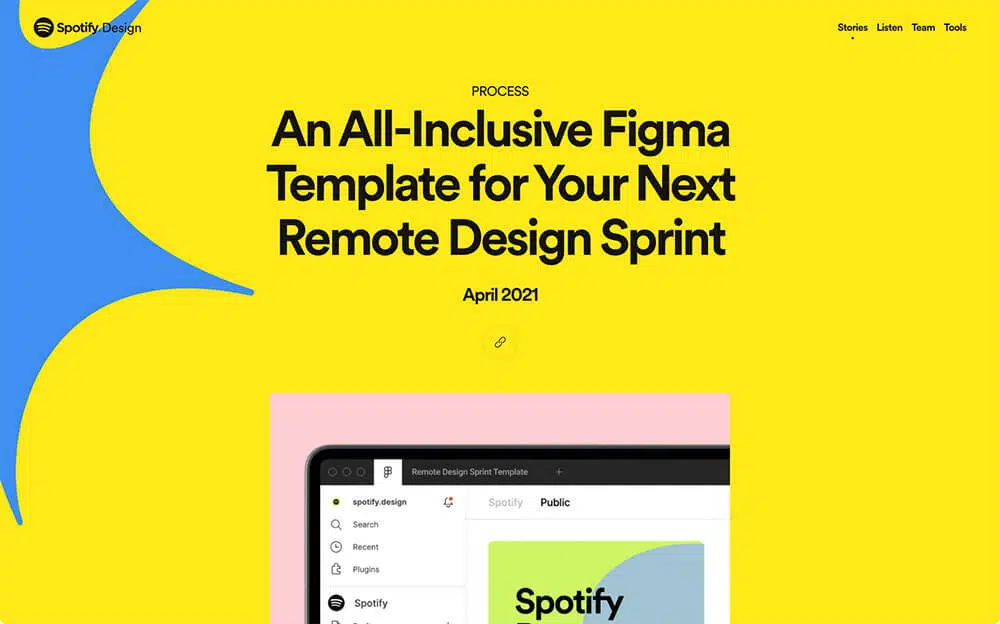 Spotify Design
Stories Listen Team Tools
PROCESS
An All-Inclusive Figma
Template for Your Next
Remote Design Sprint
April 2021
Remote Design Sprint Template +
spotify.design
Spotify Public
Search
Recent
Plugins
Spotify
Spotify